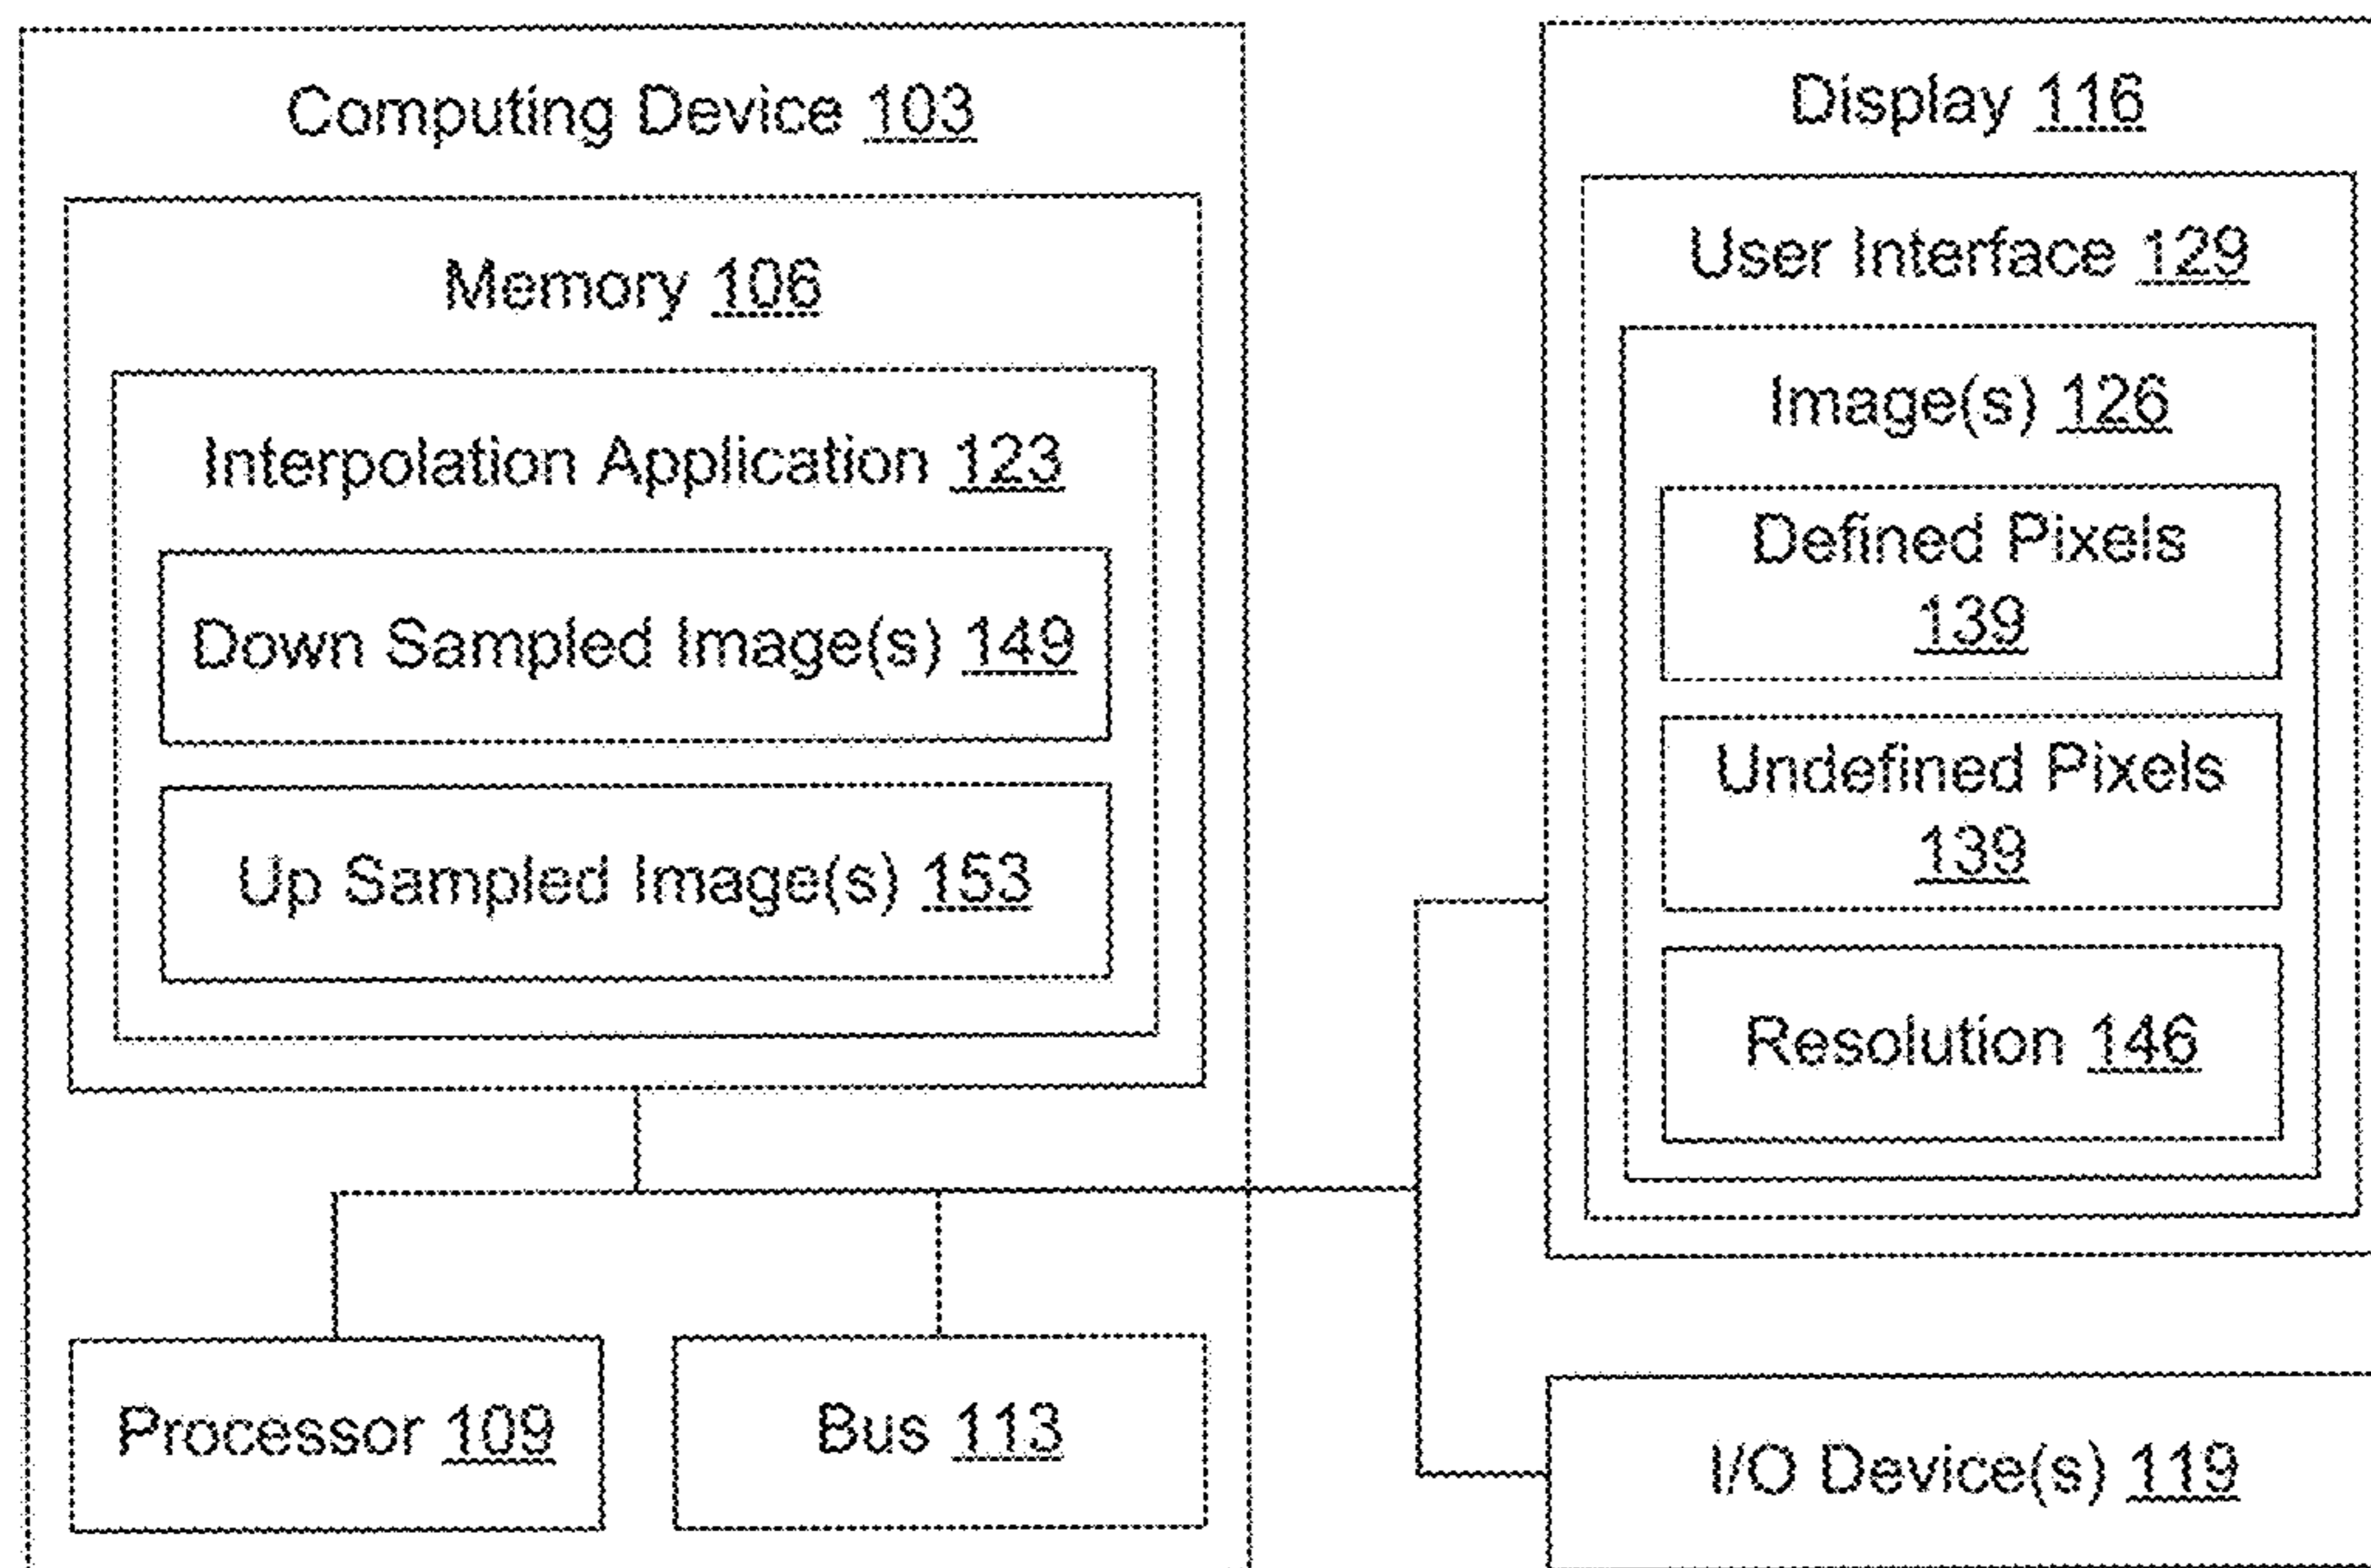 Computing Device 103
Memory 106
Interpolation Application 123
Down Sampled Image(s) 149
Up Sampled Image(s) 153
Processor 109
Bus 113
Display 116
User Interface 129
Image(s) 126
Defined Pixels
139
Undefined Pixels
139
Resolution 146
I/O Device(s) 119